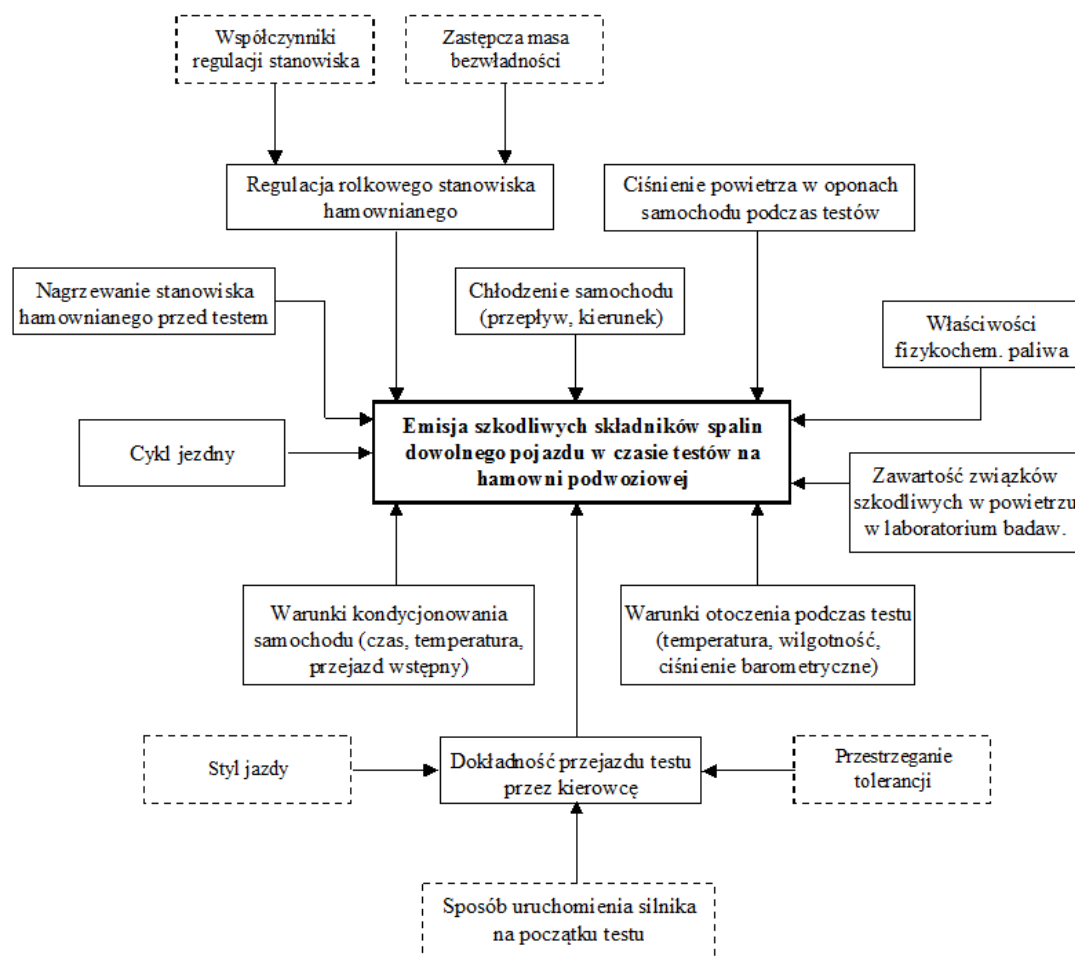 Współczynniki
regulacji stanowiska
Zastępcza masa
bezwładności
Regulacja rolkowego stanowiska
hamownianego
Ciśnienie powietrza w oponach
samochodu podczas testów
Nagrzewanie stanowiska
hamownianego przed testem
Chłodzenie samochodu
(przepływ, kierunek)
Właściwości
fizykochem. paliwa
Cykl jezdny
Emisja szkodliwych składników spalin
dowolnego pojazdu w czasie testów na
hamowni podwoziowej
Zawartość związków
szkodliwych w powietrzu
w laboratorium badaw.
Warunki kondycjonowania
samochodu (czas, temperatura,
przejazd wstępny)
Warunki otoczenia podczas testu
(temperatura, wilgotność,
ciśnienie barometryczne)
Styl jazdy
Dokładność przejazdu testu
przez kierowcę
Przestrzeganie
tolerancji
Sposób uruchomienia silnika
na początku testu